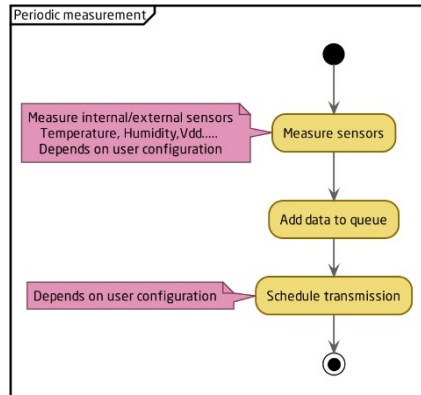 Periodic measurement
Measure internal/external sensors
Temperature, Humidity,Vdd.....
Depends on user configuration
Measure sensors
Add data to queue
Depends on user configuration
Schedule transmission